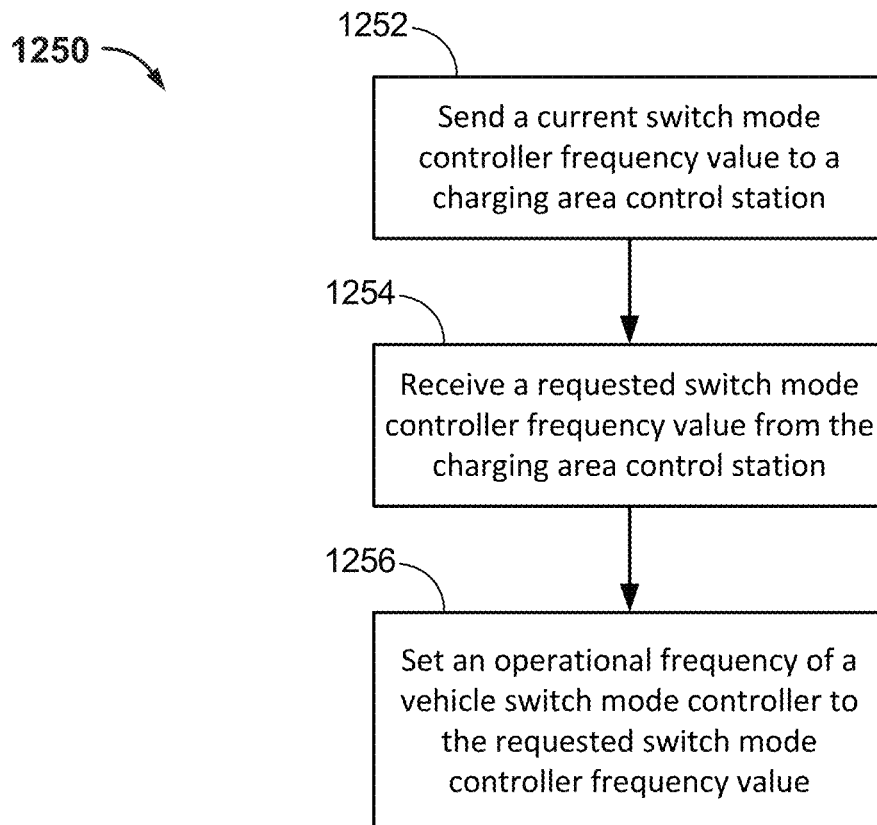 1250
1252
Send a current switch mode
controller frequency value to a
charging area control station
1254
Receive a requested switch mode
controller frequency value from the
charging area control station
1256
Set an operational frequency of a
vehicle switch mode controller to
the requested switch mode
controller frequency value